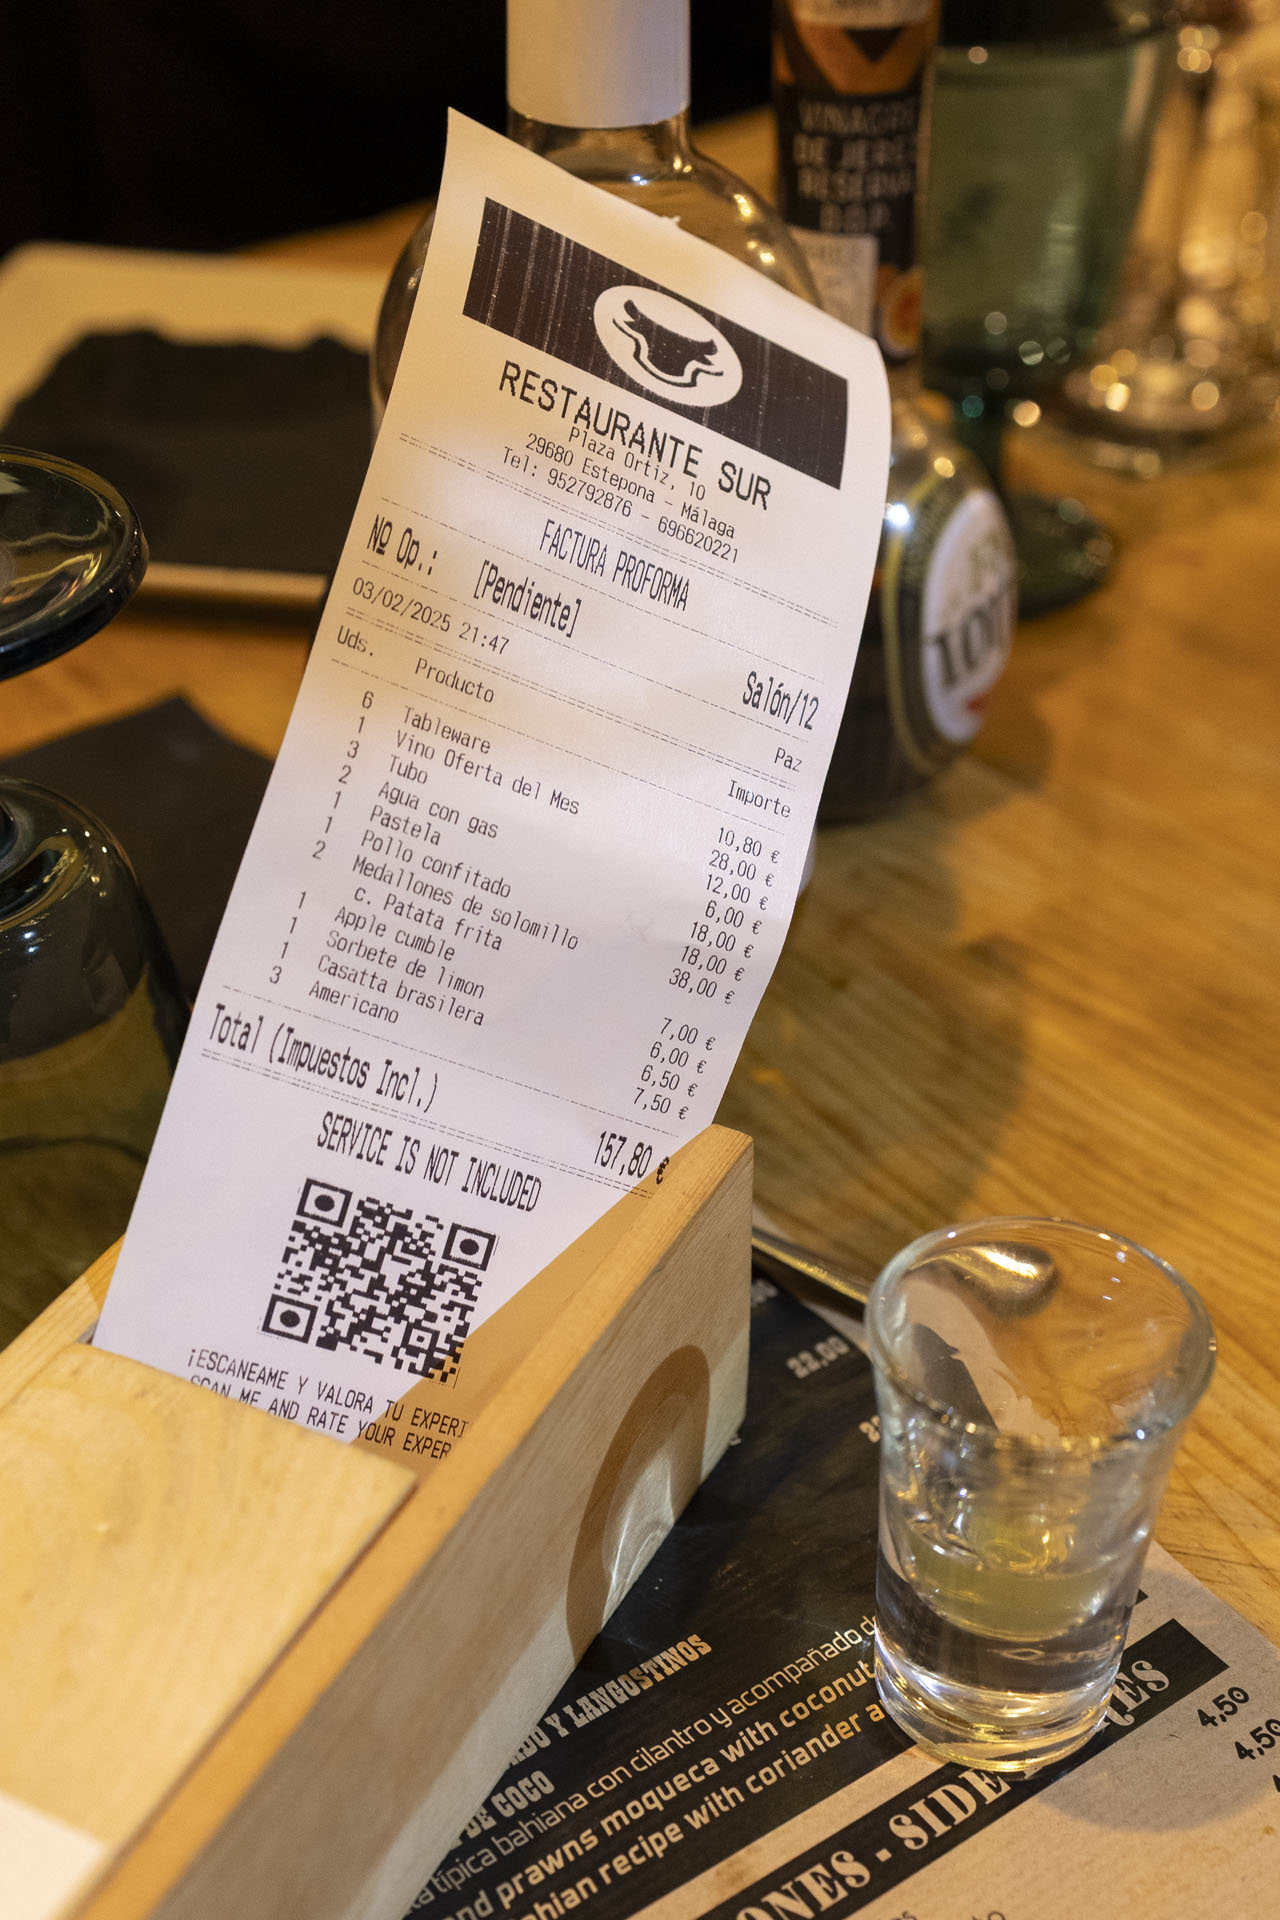 VINAGRE
DE JEREZ
RESERVA
D.O.P.
RESTAURANTE SUR
Plaza Ortiz, 10
29680 Estepona - Málaga
Tel: 952792876 - 696620221
FACTURA PROFORMA
Nº Op.: [Pendiente] Salón/12
03/02/2025 21:47 Paz
Uds. Producto Importe
6 Tableware 10,80 €
1 Vino Oferta del Mes 28,00 €
3 Tubo 12,00 €
2 Agua con gas 6,00 €
1 Pastela 18,00 €
1 Pollo confitado 18,00 €
2 Medallones de solomillo 38,00 €
c. Patata frita
1 Apple cumble 7,00 €
1 Sorbete de limon 6,00 €
1 Casatta brasilera 6,50 €
3 Americano 7,50 €
Total (Impuestos Incl.) 157,80 €
SERVICE IS NOT INCLUDED
¡ESCANEAME Y VALORA TU EXPERI
SCAN ME AND RATE YOUR EXPER
22,00
Y LANGOSTINOS
DE COCO
típica bahiana con cilantro y acompañado de
and prawns moqueca with coconut
bahian recipe with coriander a
ONES - SIDE
4,50
4,50